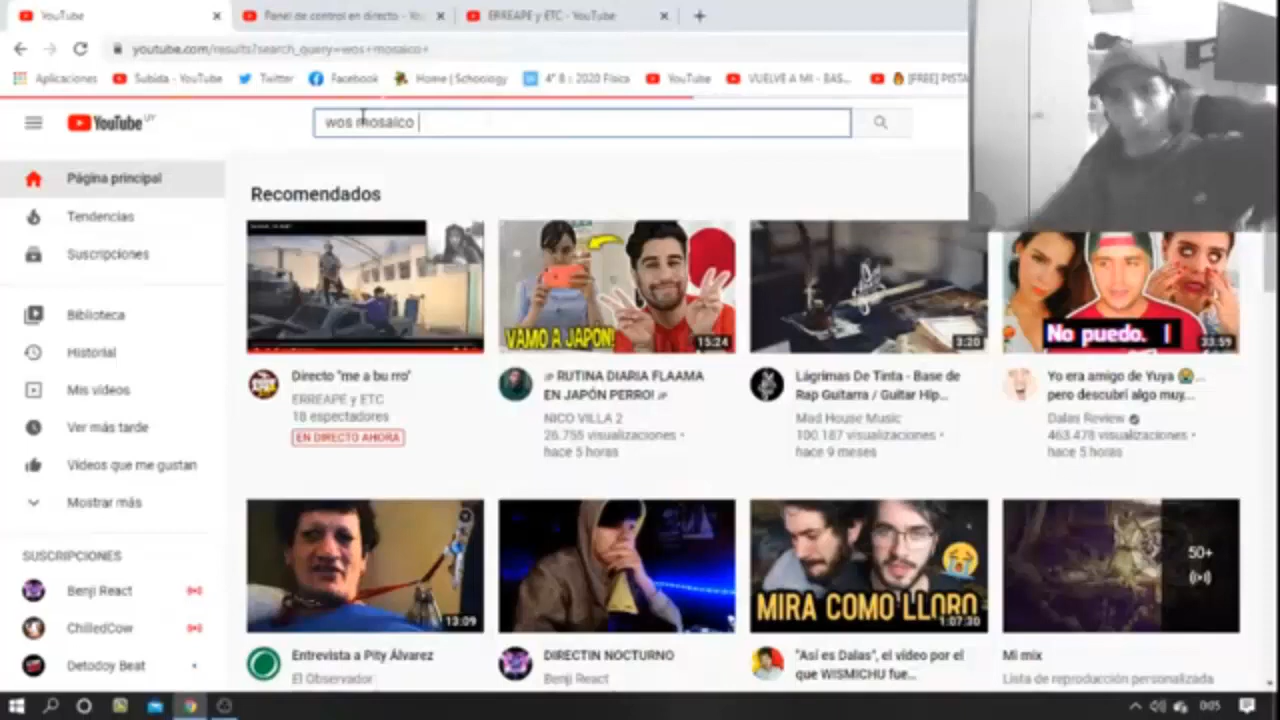 YouTube
Panel de control en directo - Yo
ERREAPE y ETC - YouTube
youtube.com/results?search_query=wos+mosaico+
Aplicaciones
Subida - YouTube
Twitter
Facebook
Home | Schoology
4° 8 : 2020 Física
YouTube
VUELVE A MI - BAS...
[FREE] PISTA
YouTube UY
wos mosaico
Página principal
Tendencias
Suscripciones
Biblioteca
Historial
Mis videos
Ver más tarde
Vídeos que me gustan
Mostrar más
SUSCRIPCIONES
Benji React
ChilledCow
Detodoy Beat
Recomendados
Directo "me a bu rro"
ERREAPE y ETC
18 espectadores
EN DIRECTO AHORA
VAMO A JAPON!
15:24
RUTINA DIARIA FLAAMA
EN JAPÓN PERRO!
NICO VILLA 2
26.755 visualizaciones •
hace 5 horas
3:20
Lágrimas De Tinta - Base de
Rap Guitarra / Guitar Hip...
Mad House Music
100.187 visualizaciones •
hace 9 meses
No puedo.
33:59
Yo era amigo de Yuya 😭...
pero descubrí algo muy...
Dalas Review
463.478 visualizaciones •
hace 5 horas
13:09
Entrevista a Pity Álvarez
El Observador
DIRECTIN NOCTURNO
Benji React
MIRA COMO LLORO
1:07:30
"Así es Dalas", el vídeo por el
que WISMICHU fue...
50+
Mi mix
Lista de reproducción personalizada
0:05